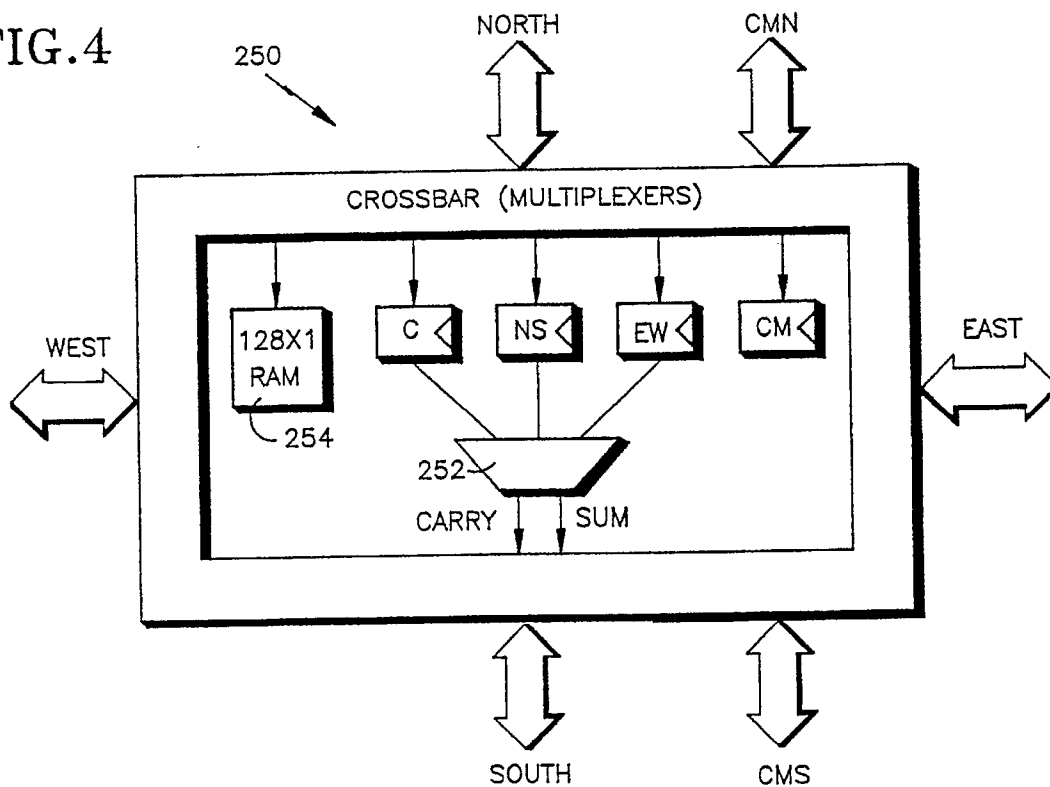 FIG.4
250
NORTH
CMN
CROSSBAR (MULTIPLEXERS)
WEST
128X1
RAM
C
NS
EW
CM
EAST
254
252
CARRY
SUM
SOUTH
CMS